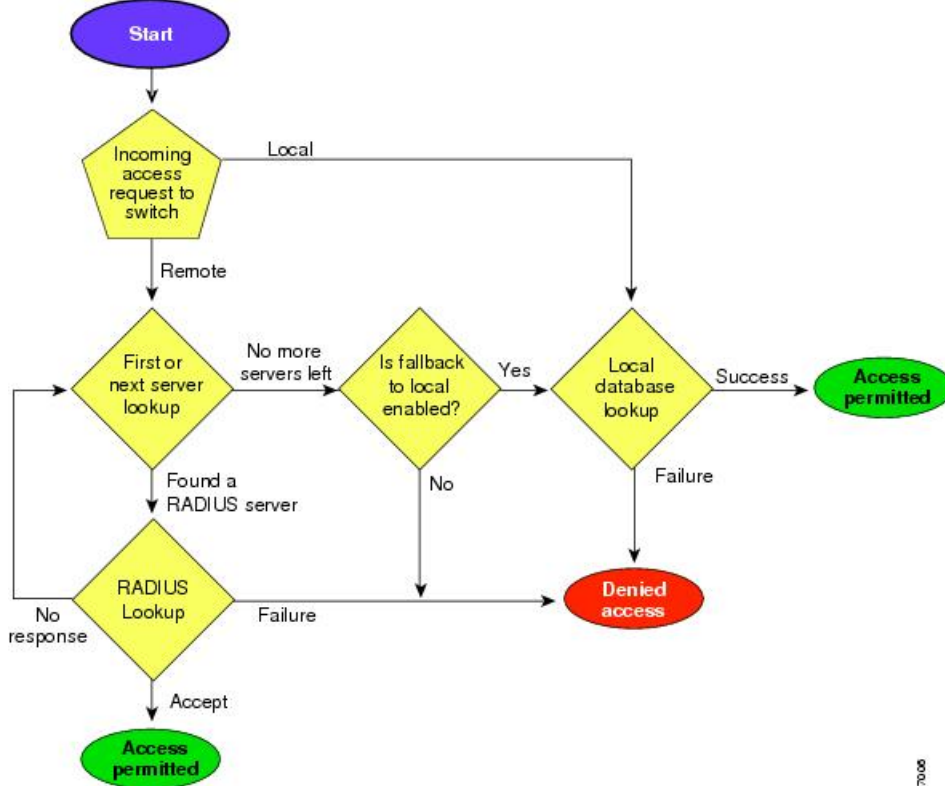 Start
Incoming
access
request to
switch
Local
Remote
First or
next server
lookup
No more
servers left
Is fallback
to local
enabled?
Yes
Local
database
lookup
Success
Access
permitted
Found a
RADIUS server
No
Failure
RADIUS
Lookup
No
response
Failure
Denied
access
Accept
Access
permitted